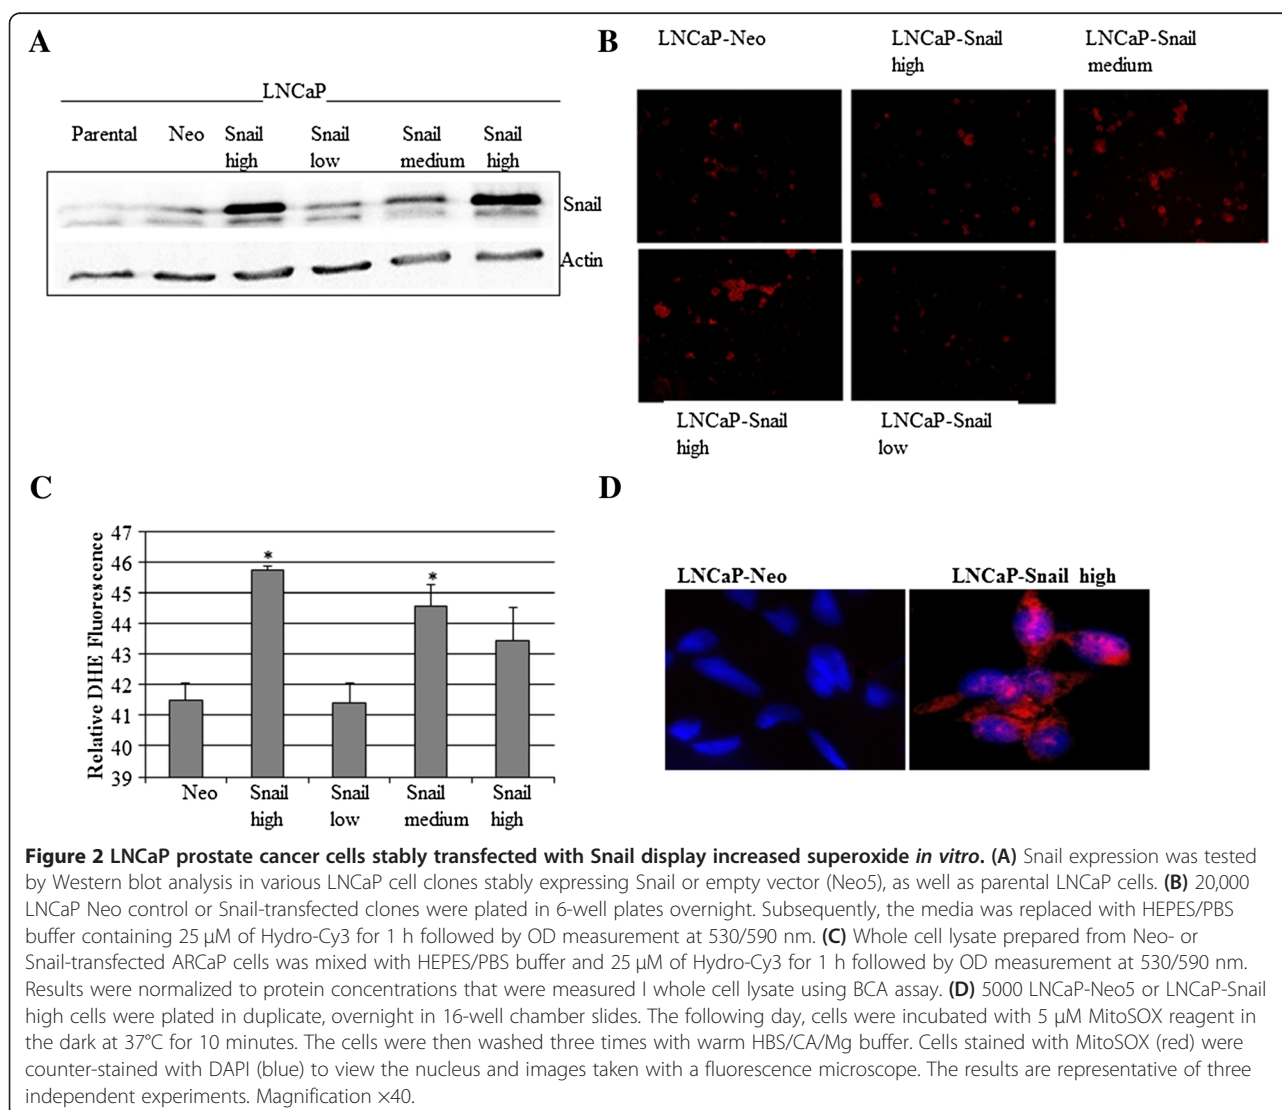 A
LNCaP
Parental Neo Snail high Snail low Snail medium Snail high
Snail
Actin
B
LNCaP-Neo
LNCaP-Snail high
LNCaP-Snail medium
LNCaP-Snail high
LNCaP-Snail low
C
Relative DHE Fluorescence
47
46
45
44
43
42
41
40
39
*
*
Neo Snail high Snail low Snail medium Snail high
D
LNCaP-Neo
LNCaP-Snail high
Figure 2 LNCaP prostate cancer cells stably transfected with Snail display increased superoxide in vitro. (A) Snail expression was tested
by Western blot analysis in various LNCaP cell clones stably expressing Snail or empty vector (Neo5), as well as parental LNCaP cells. (B) 20,000
LNCaP Neo control or Snail-transfected clones were plated in 6-well plates overnight. Subsequently, the media was replaced with HEPES/PBS
buffer containing 25 μM of Hydro-Cy3 for 1 h followed by OD measurement at 530/590 nm. (C) Whole cell lysate prepared from Neo- or
Snail-transfected ARCaP cells was mixed with HEPES/PBS buffer and 25 μM of Hydro-Cy3 for 1 h followed by OD measurement at 530/590 nm.
Results were normalized to protein concentrations that were measured I whole cell lysate using BCA assay. (D) 5000 LNCaP-Neo5 or LNCaP-Snail
high cells were plated in duplicate, overnight in 16-well chamber slides. The following day, cells were incubated with 5 μM MitoSOX reagent in
the dark at 37°C for 10 minutes. The cells were then washed three times with warm HBS/CA/Mg buffer. Cells stained with MitoSOX (red) were
counter-stained with DAPI (blue) to view the nucleus and images taken with a fluorescence microscope. The results are representative of three
independent experiments. Magnification ×40.